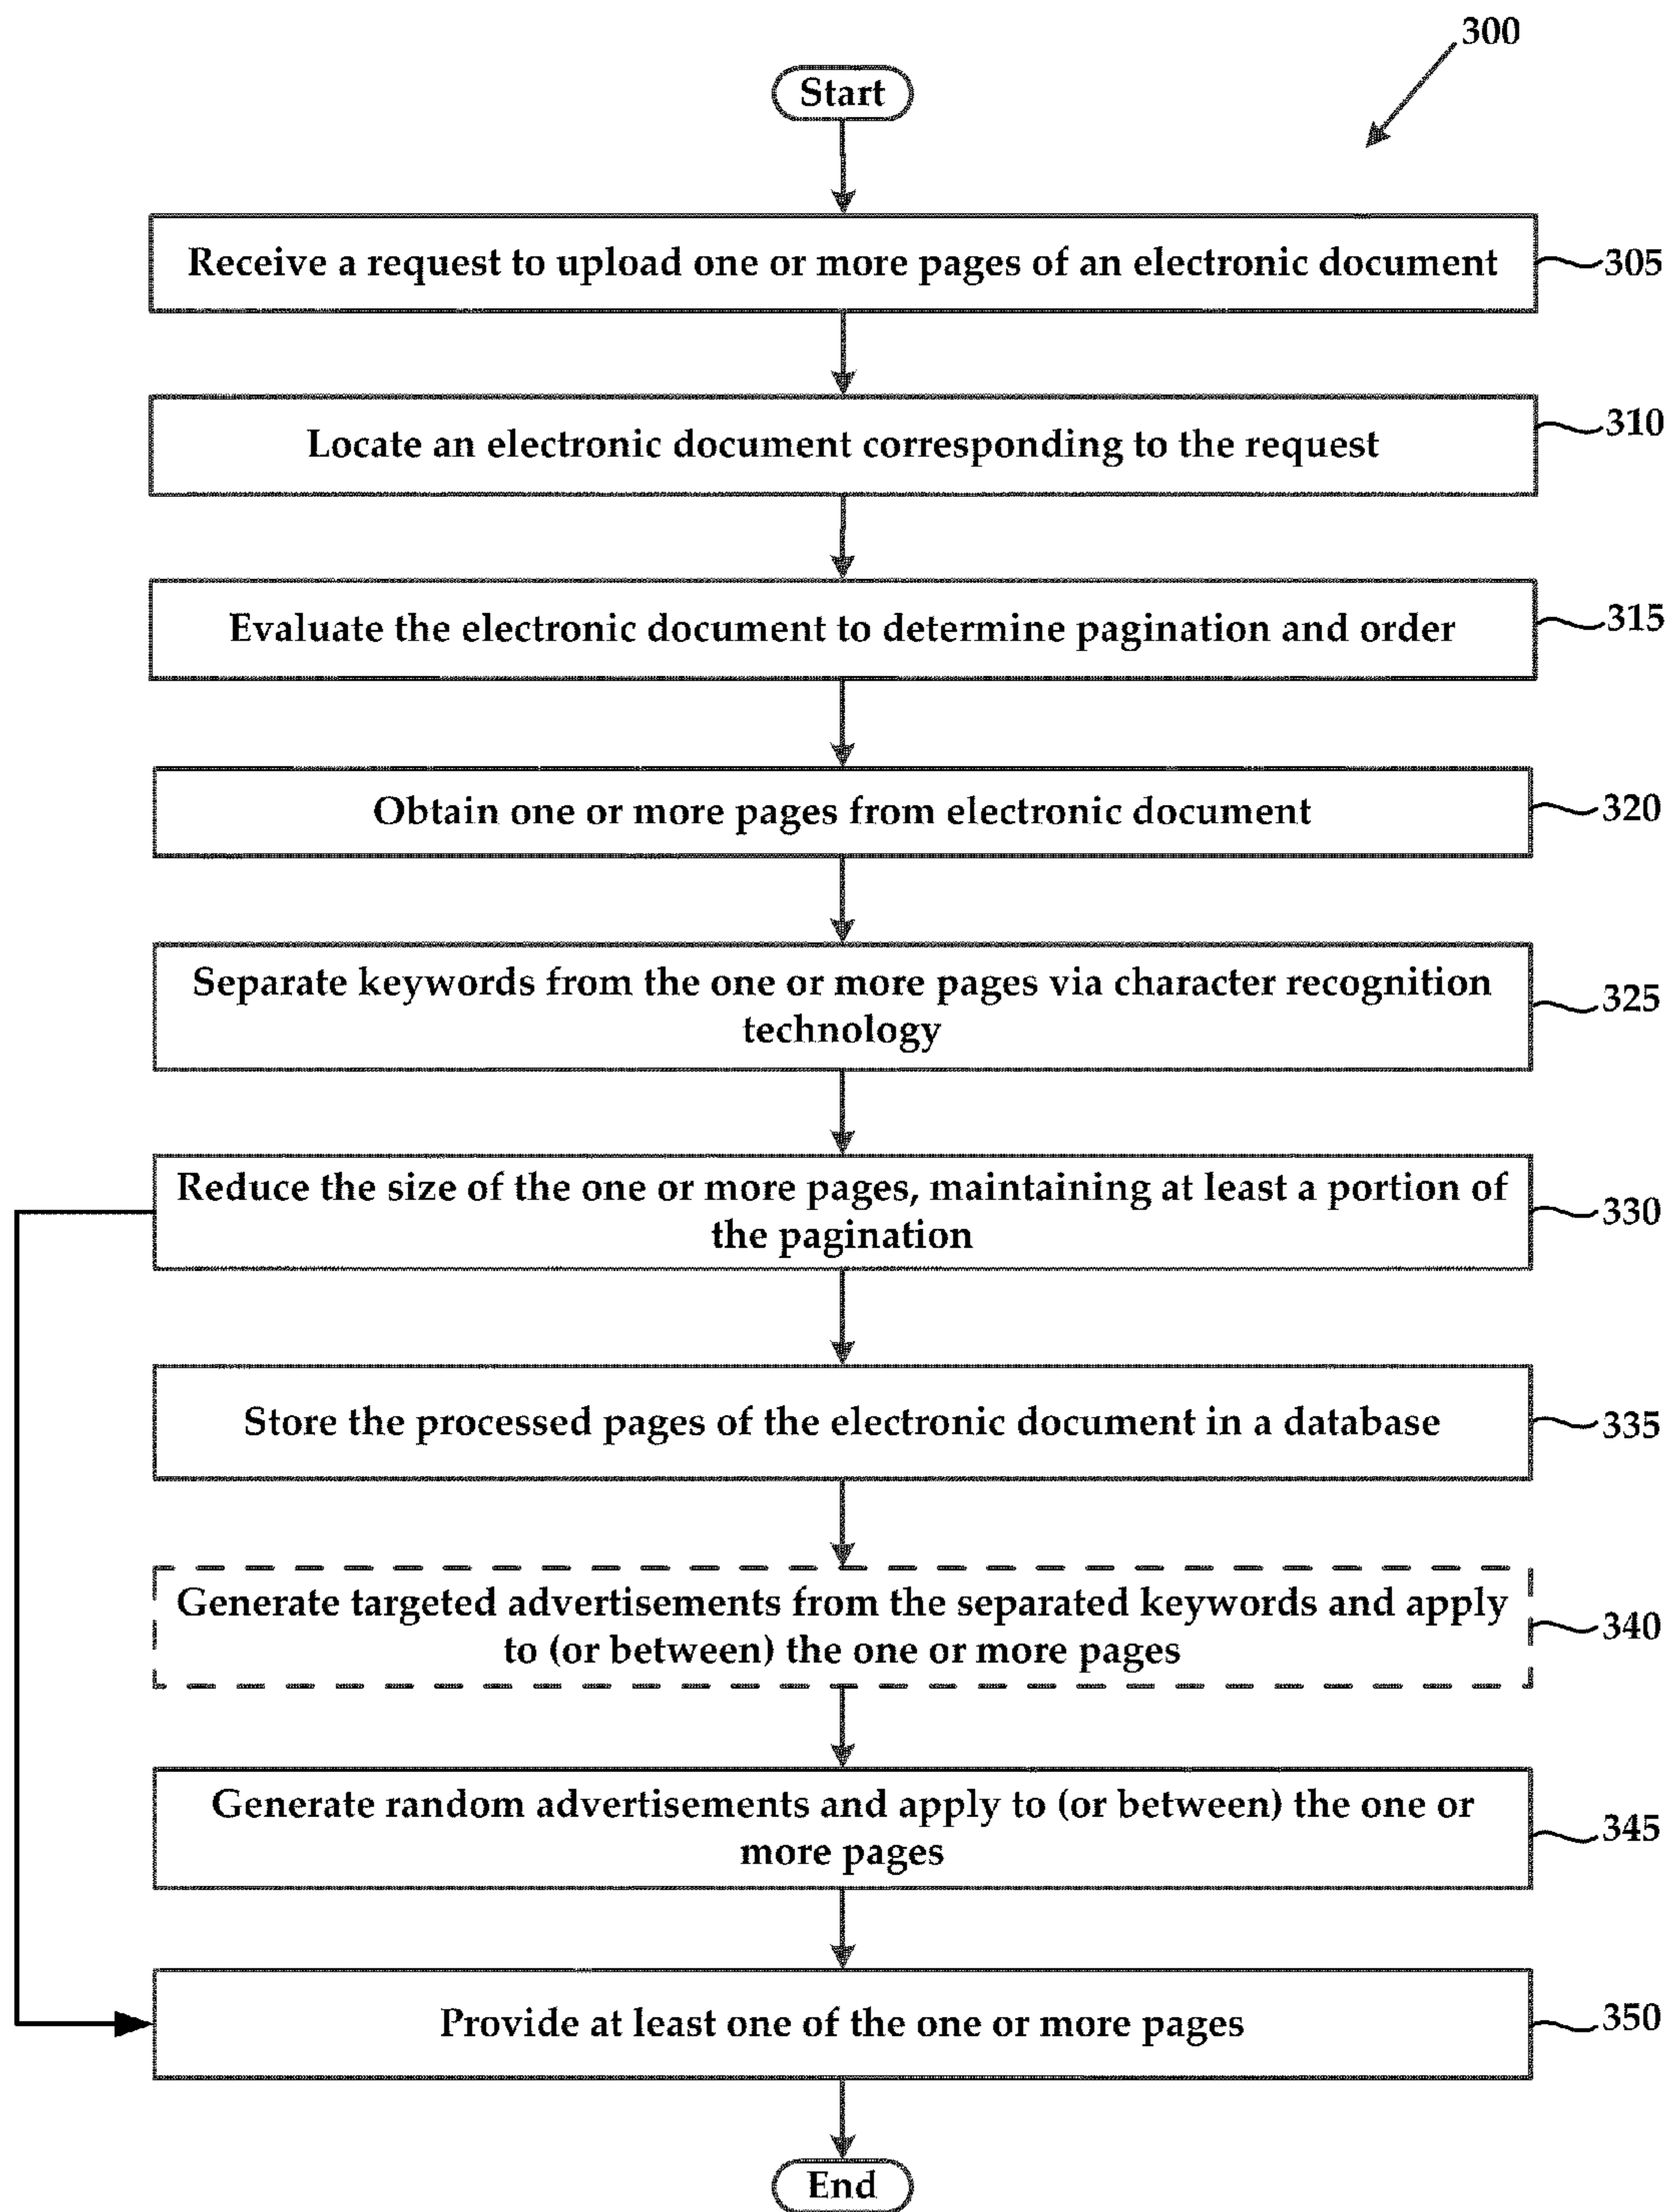 300
Start
Receive a request to upload one or more pages of an electronic document
305
Locate an electronic document corresponding to the request
310
Evaluate the electronic document to determine pagination and order
315
Obtain one or more pages from electronic document
320
Separate keywords from the one or more pages via character recognition
technology
325
Reduce the size of the one or more pages, maintaining at least a portion of
the pagination
330
Store the processed pages of the electronic document in a database
335
Generate targeted advertisements from the separated keywords and apply
to (or between) the one or more pages
340
Generate random advertisements and apply to (or between) the one or
more pages
345
Provide at least one of the one or more pages
350
End